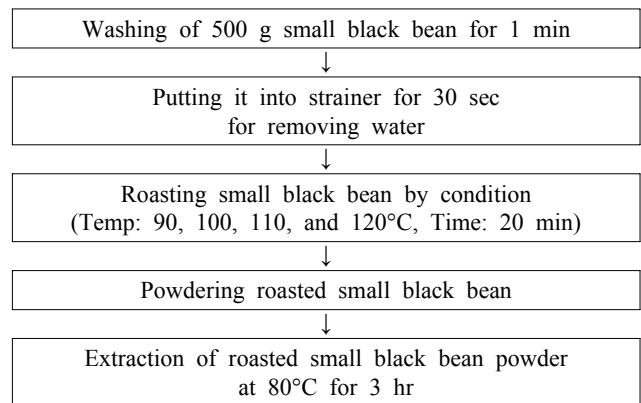 Washing of 500 g small black bean for 1 min
↓
Putting it into strainer for 30 sec
for removing water
↓
Roasting small black bean by condition
(Temp: 90, 100, 110, and 120°C, Time: 20 min)
↓
Powdering roasted small black bean
↓
Extraction of roasted small black bean powder
at 80°C for 3 hr